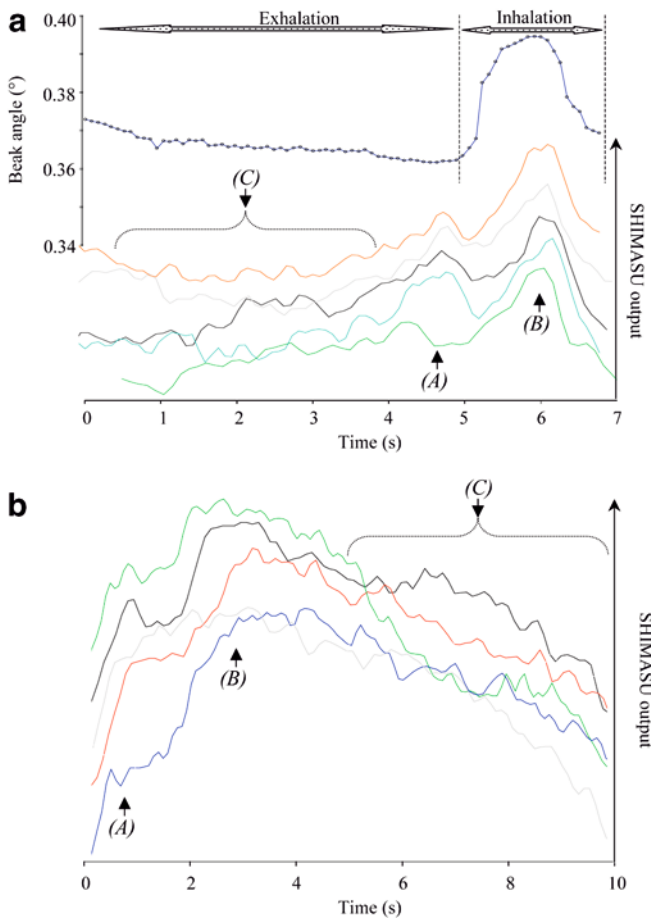 a
Exhalation
Inhalation
0.40
0.38
0.36
0.34
Beak angle (°)
(C)
(A)
(B)
SHIMASU output
0 1 2 3 4 5 6 7
Time (s)
b
(C)
(B)
(A)
SHIMASU output
0 2 4 6 8 10
Time (s)